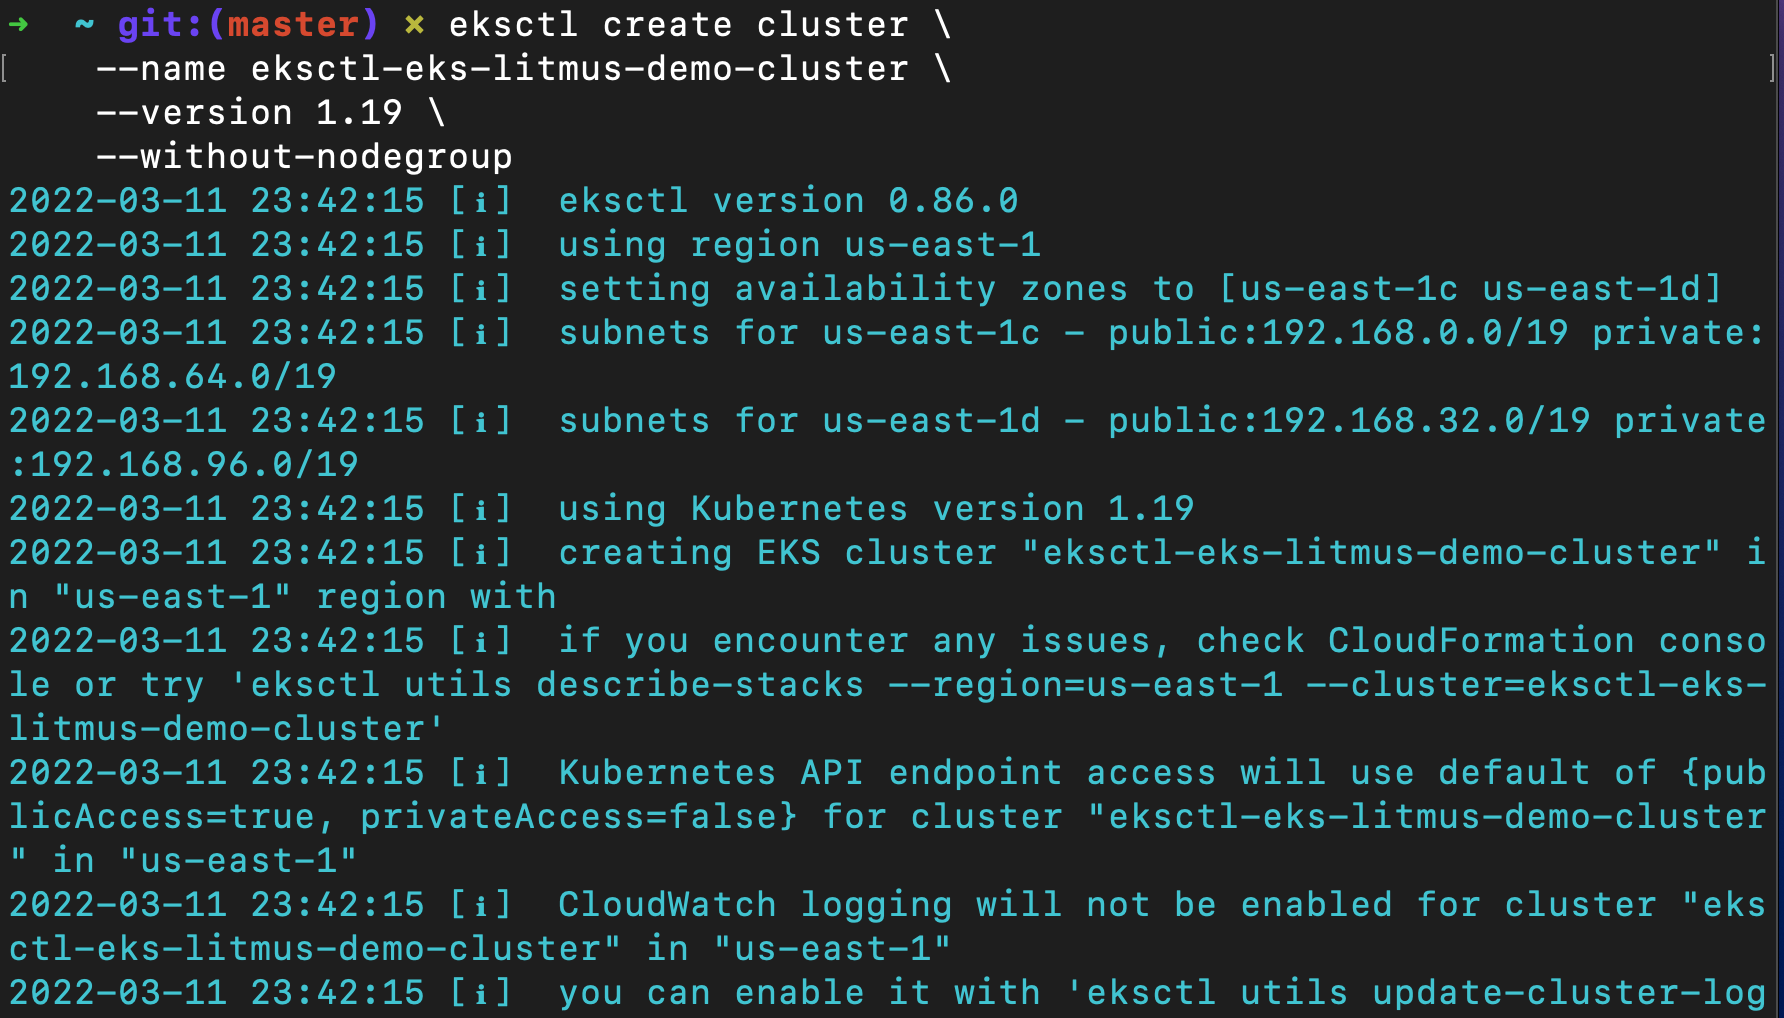 →  ~ git:(master) × eksctl create cluster \
    --name eksctl-eks-litmus-demo-cluster \
    --version 1.19 \
    --without-nodegroup
2022-03-11 23:42:15 [ℹ]  eksctl version 0.86.0
2022-03-11 23:42:15 [ℹ]  using region us-east-1
2022-03-11 23:42:15 [ℹ]  setting availability zones to [us-east-1c us-east-1d]
2022-03-11 23:42:15 [ℹ]  subnets for us-east-1c - public:192.168.0.0/19 private:
192.168.64.0/19
2022-03-11 23:42:15 [ℹ]  subnets for us-east-1d - public:192.168.32.0/19 private
:192.168.96.0/19
2022-03-11 23:42:15 [ℹ]  using Kubernetes version 1.19
2022-03-11 23:42:15 [ℹ]  creating EKS cluster "eksctl-eks-litmus-demo-cluster" i
n "us-east-1" region with
2022-03-11 23:42:15 [ℹ]  if you encounter any issues, check CloudFormation conso
le or try 'eksctl utils describe-stacks --region=us-east-1 --cluster=eksctl-eks-
litmus-demo-cluster'
2022-03-11 23:42:15 [ℹ]  Kubernetes API endpoint access will use default of {pub
licAccess=true, privateAccess=false} for cluster "eksctl-eks-litmus-demo-cluster
" in "us-east-1"
2022-03-11 23:42:15 [ℹ]  CloudWatch logging will not be enabled for cluster "eks
ctl-eks-litmus-demo-cluster" in "us-east-1"
2022-03-11 23:42:15 [ℹ]  you can enable it with 'eksctl utils update-cluster-log